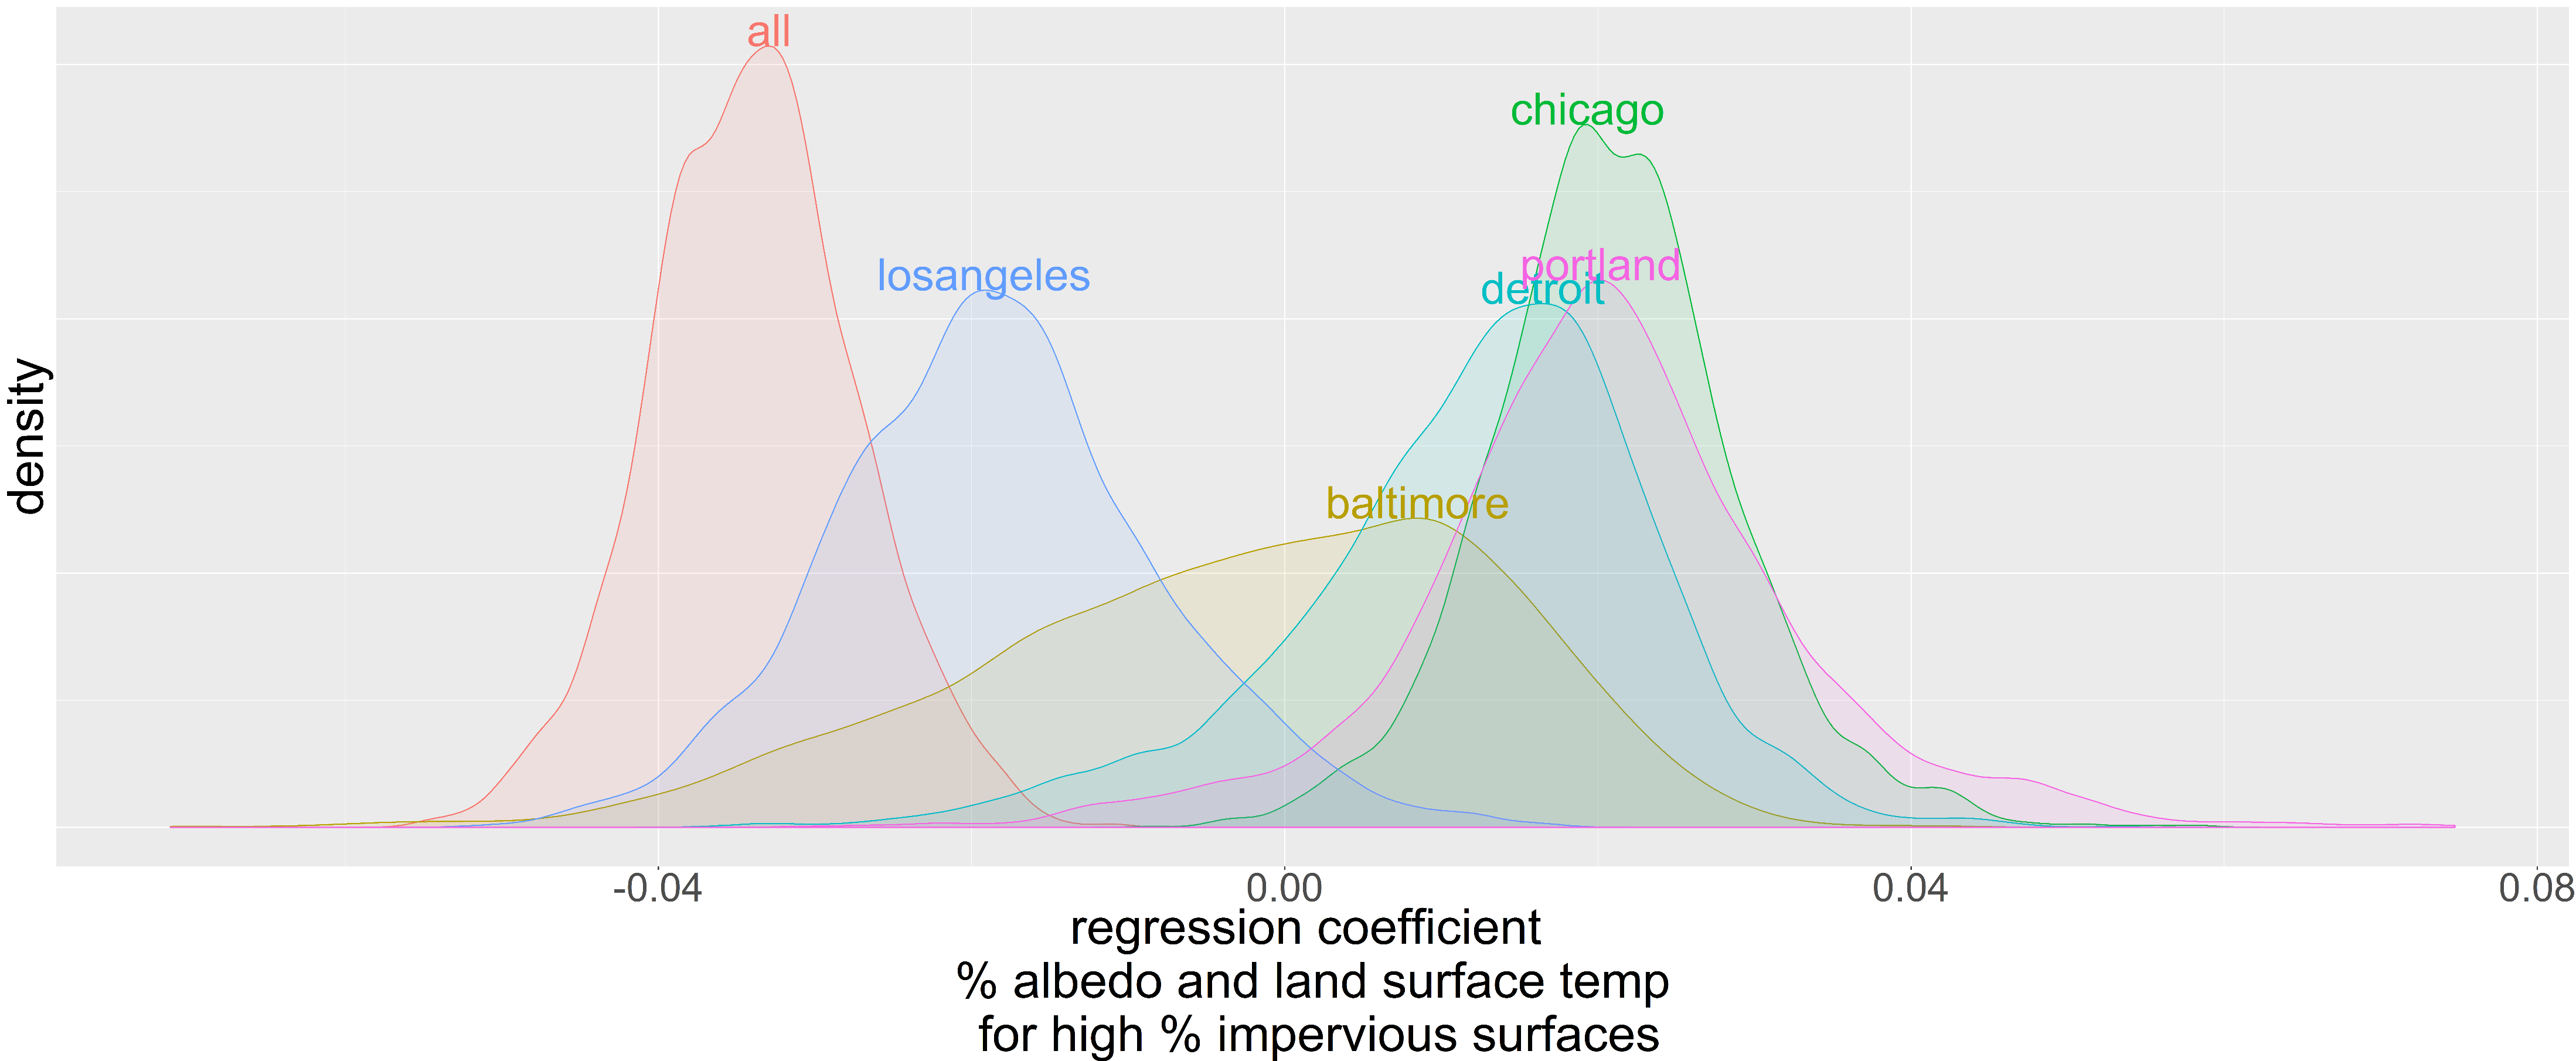 all
chicago
portland
losangeles
detroit
baltimore
density
-0.04 0.00 0.04 0.08
regression coefficient
% albedo and land surface temp
for high % impervious surfaces